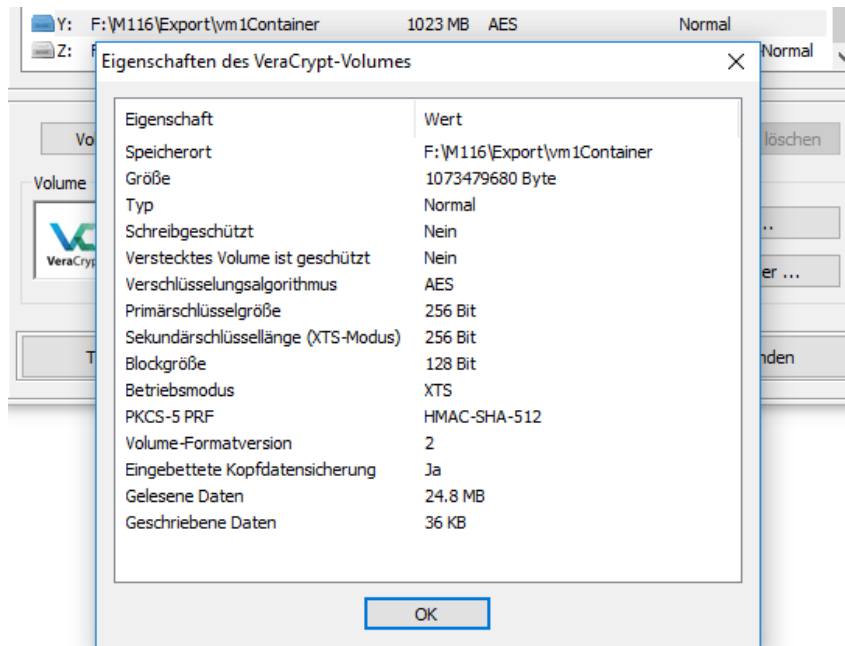 Y: F:\M116\Export\vm1Container 1023 MB AES Normal
Z: Normal
Eigenschaften des VeraCrypt-Volumes
Eigenschaft Wert
Speicherort F:\M116\Export\vm1Container
Größe 1073479680 Byte
Typ Normal
Schreibgeschützt Nein
Verstecktes Volume ist geschützt Nein
Verschlüsselungsalgorithmus AES
Primärschlüsselgröße 256 Bit
Sekundärschlüssellänge (XTS-Modus) 256 Bit
Blockgröße 128 Bit
Betriebsmodus XTS
PKCS-5 PRF HMAC-SHA-512
Volume-Formatversion 2
Eingebettete Kopfdatensicherung Ja
Gelesene Daten 24.8 MB
Geschriebene Daten 36 KB
OK
Vo
löschen
Volume
VC
VeraCryp
..
er ...
T
nden